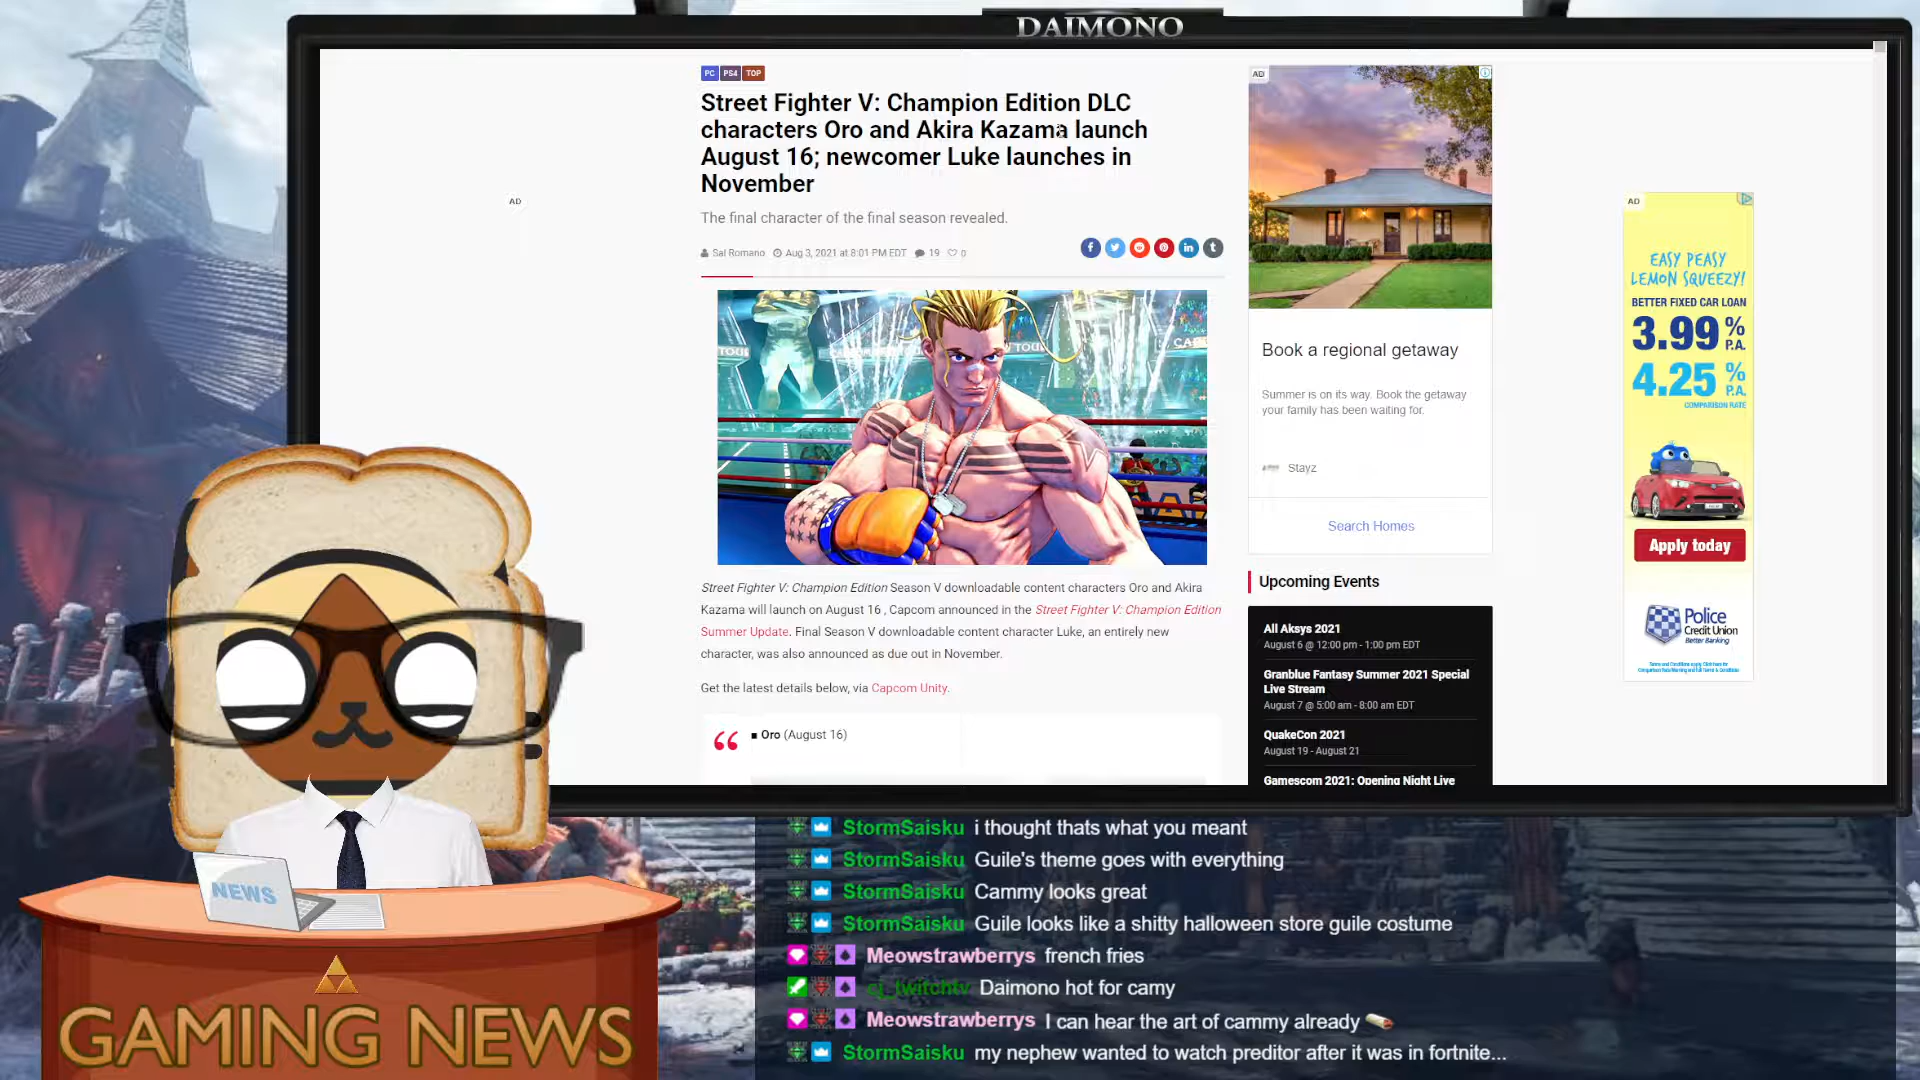 DAIMONO
PC PS4 TOP
Street Fighter V: Champion Edition DLC
characters Oro and Akira Kazama launch
August 16; newcomer Luke launches in
November
The final character of the final season revealed.
Sal Romano Aug 3, 2021 at 8:01 PM EDT 19 0
AD
TOUR
TOUR
Street Fighter V: Champion Edition Season V downloadable content characters Oro and Akira
Kazama will launch on August 16 , Capcom announced in the Street Fighter V: Champion Edition
Summer Update. Final Season V downloadable content character Luke, an entirely new
character, was also announced as due out in November.
Get the latest details below, via Capcom Unity.
“ ■ Oro (August 16)
AD
Book a regional getaway
Summer is on its way. Book the getaway
your family has been waiting for.
Stayz
Search Homes
Upcoming Events
All Aksys 2021
August 6 @ 12:00 pm - 1:00 pm EDT
Granblue Fantasy Summer 2021 Special
Live Stream
August 7 @ 5:00 am - 8:00 am EDT
QuakeCon 2021
August 19 - August 21
Gamescom 2021: Opening Night Live
AD
EASY PEASY
LEMON SQUEEZY!
BETTER FIXED CAR LOAN
3.99 % P.A.
4.25 % P.A.
COMPARISON RATE
Apply today
Police
Credit Union
Better Banking
NEWS
GAMING NEWS
StormSaisku i thought thats what you meant
StormSaisku Guile's theme goes with everything
StormSaisku Cammy looks great
StormSaisku Guile looks like a shitty halloween store guile costume
Meowstrawberrys french fries
cj_twitchtv Daimono hot for camy
Meowstrawberrys I can hear the art of cammy already
StormSaisku my nephew wanted to watch preditor after it was in fortnite...